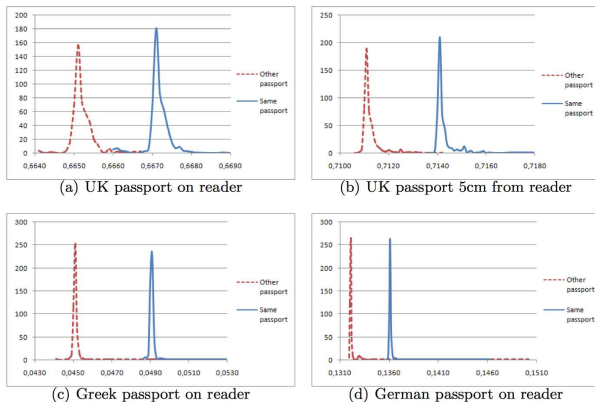 200
180
160
140
120
100
80
60
40
20
0
0,6640 0,6650 0,6660 0,6670 0,6680 0,6690
Other
passport
Same
passport
(a) UK passport on reader
250
200
150
100
50
0
0,7100 0,7120 0,7140 0,7160 0,7180
Other
passport
Same
passport
(b) UK passport 5cm from reader
300
250
200
150
100
50
0
0,0430 0,0450 0,0470 0,0490 0,0510 0,0530
Other
passport
Same
passport
(c) Greek passport on reader
300
250
200
150
100
50
0
0,1310 0,1360 0,1410 0,1460 0,1510
Other
passport
Same
passport
(d) German passport on reader